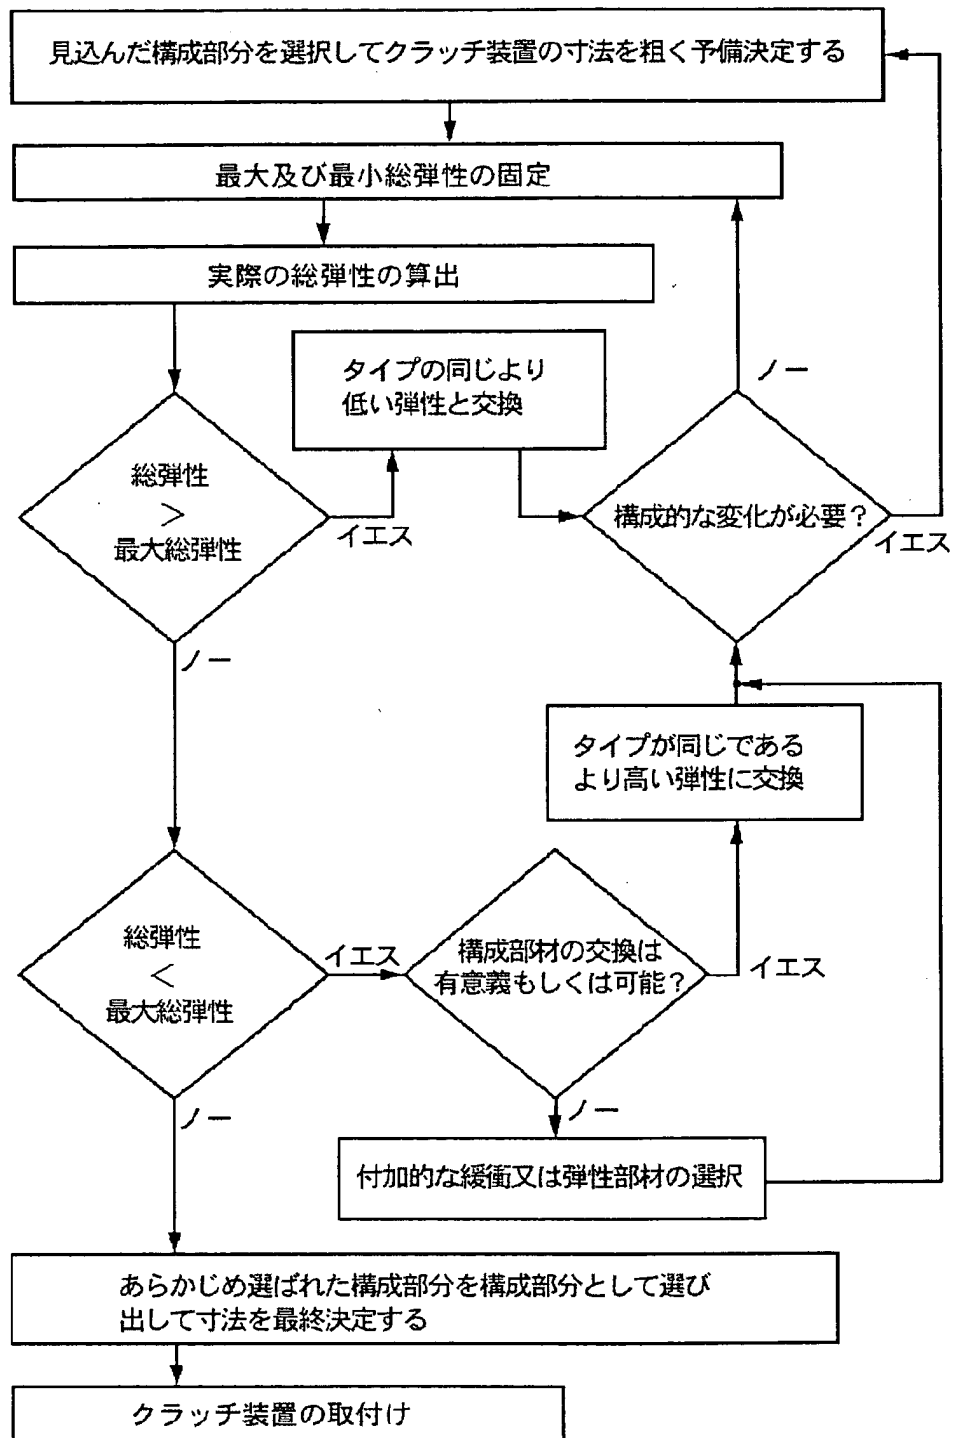 見込んだ構成部分を選択してクラッチ装置の寸法を粗く予備決定する
最大及び最小総弾性の固定
実際の総弾性の算出
タイプの同じより
低い弾性と交換
ノー
総弾性
>
最大総弾性
イエス
構成的な変化が必要?
イエス
ノー
タイプが同じである
より高い弾性に交換
総弾性
<
最大総弾性
イエス
構成部材の交換は
有意義もしくは可能?
イエス
ノー
ノー
付加的な緩衝又は弾性部材の選択
あらかじめ選ばれた構成部分を構成部分として選び
出して寸法を最終決定する
クラッチ装置の取付け